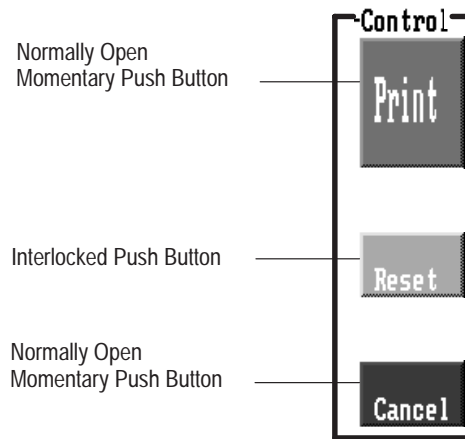 Control
Normally Open
Momentary Push Button
Print
Interlocked Push Button
Reset
Normally Open
Momentary Push Button
Cancel